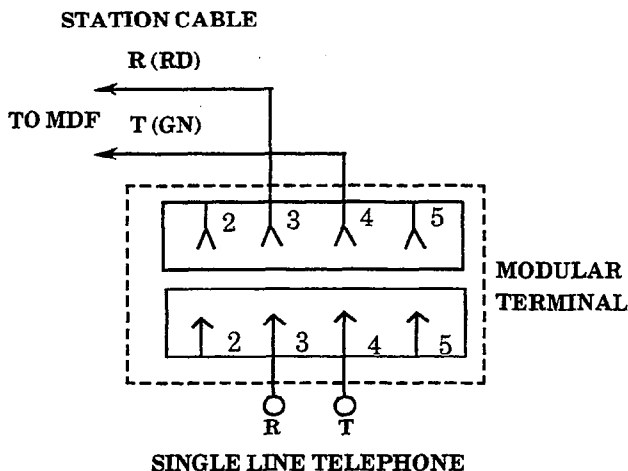 STATION CABLE
R (RD)
TO MDF T (GN)
2 3 4 5
MODULAR
TERMINAL
2 3 4 5
R T
SINGLE LINE TELEPHONE